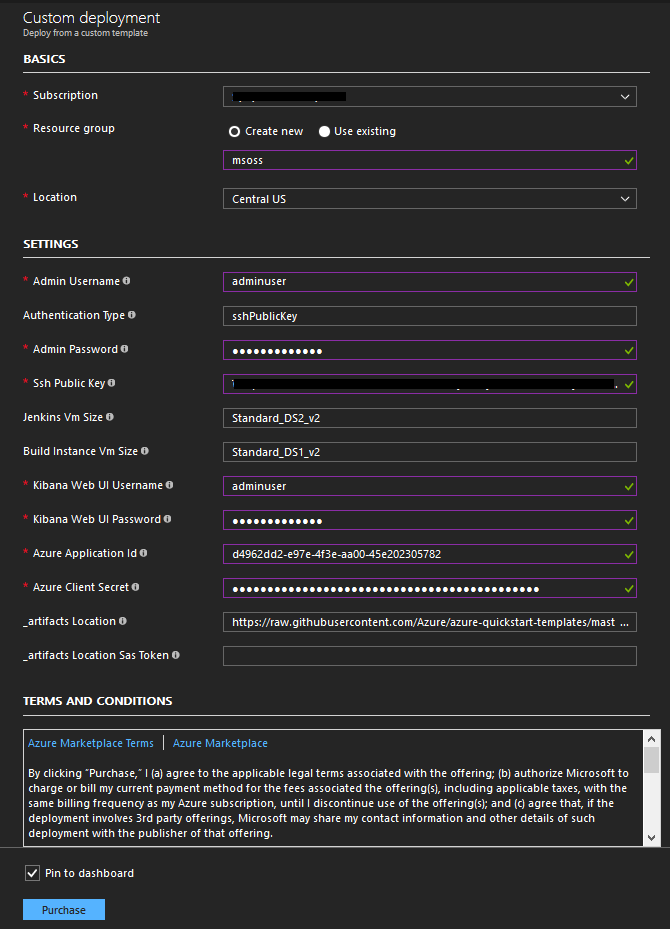 Custom deployment
Deploy from a custom template
BASICS
* Subscription
* Resource group
Create new Use existing
msoss
* Location Central US
SETTINGS
* Admin Username adminuser
Authentication Type sshPublicKey
* Admin Password ●●●●●●●●●●●●●
* Ssh Public Key
Jenkins Vm Size Standard_DS2_v2
Build Instance Vm Size Standard_DS1_v2
* Kibana Web UI Username adminuser
* Kibana Web UI Password ●●●●●●●●●●●●●
* Azure Application Id d4962dd2-e97e-4f3e-aa00-45e202305782
* Azure Client Secret ●●●●●●●●●●●●●●●●●●●●●●●●●●●●●●●●●●●●●●●●●●●●
_artifacts Location https://raw.githubusercontent.com/Azure/azure-quickstart-templates/mast ...
_artifacts Location Sas Token
TERMS AND CONDITIONS
Azure Marketplace Terms | Azure Marketplace
By clicking “Purchase,” I (a) agree to the applicable legal terms associated with the offering; (b) authorize Microsoft to
charge or bill my current payment method for the fees associated the offering(s), including applicable taxes, with the
same billing frequency as my Azure subscription, until I discontinue use of the offering(s); and (c) agree that, if the
deployment involves 3rd party offerings, Microsoft may share my contact information and other details of such
deployment with the publisher of that offering.
Pin to dashboard
Purchase